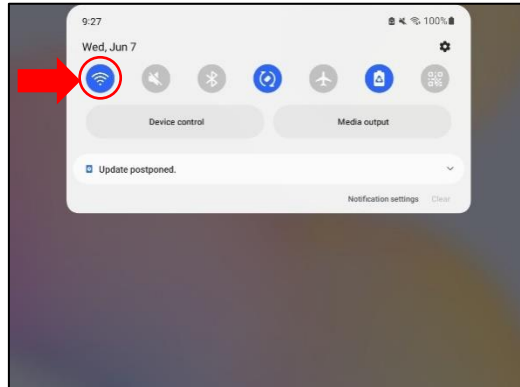 9:27
100%
Wed, Jun 7
Device control
Media output
Update postponed.
Notification settings
Clear